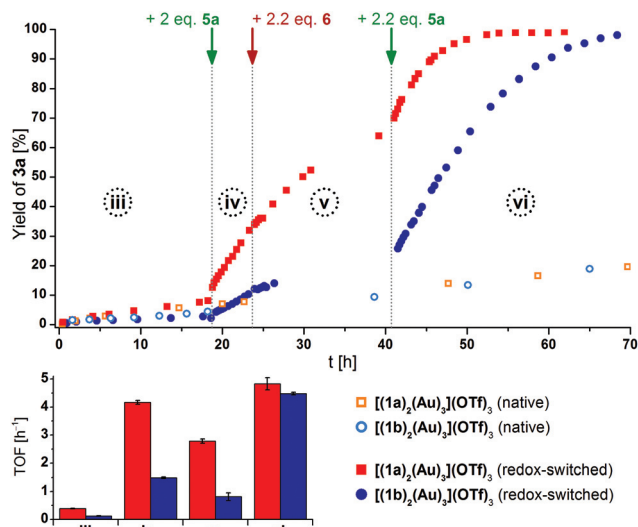 + 2 eq. 5a + 2.2 eq. 6 + 2.2 eq. 5a
Yield of 3a [%]
100
90
80
70
60
50
40
30
20
10
0
iii
iv
v
vi
0 10 20 30 40 50 60 70
t [h]
TOF [h⁻¹]
5
4
3
2
1
0
[(1a)₂(Au)₃](OTf)₃ (native)
[(1b)₂(Au)₃](OTf)₃ (native)
[(1a)₂(Au)₃](OTf)₃ (redox-switched)
[(1b)₂(Au)₃](OTf)₃ (redox-switched)